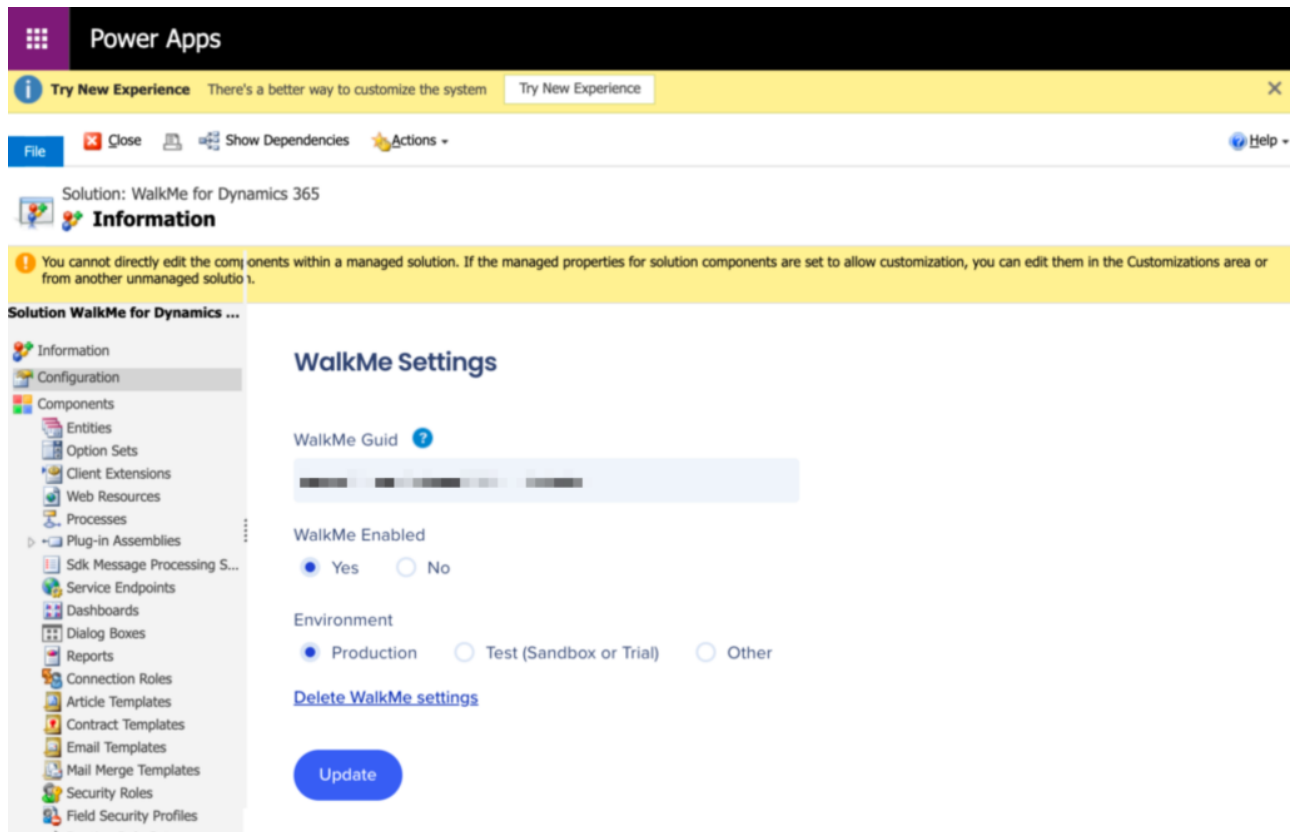 Power Apps
Try New Experience There's a better way to customize the system Try New Experience
File Close Show Dependencies Actions Help
Solution: WalkMe for Dynamics 365
Information
You cannot directly edit the components within a managed solution. If the managed properties for solution components are set to allow customization, you can edit them in the Customizations area or
from another unmanaged solution.
Solution WalkMe for Dynamics ...
Information
Configuration
Components
Entities
Option Sets
Client Extensions
Web Resources
Processes
Plug-in Assemblies
Sdk Message Processing S...
Service Endpoints
Dashboards
Dialog Boxes
Reports
Connection Roles
Article Templates
Contract Templates
Email Templates
Mail Merge Templates
Security Roles
Field Security Profiles
WalkMe Settings
WalkMe Guid ?
WalkMe Enabled
Yes No
Environment
Production Test (Sandbox or Trial) Other
Delete WalkMe settings
Update